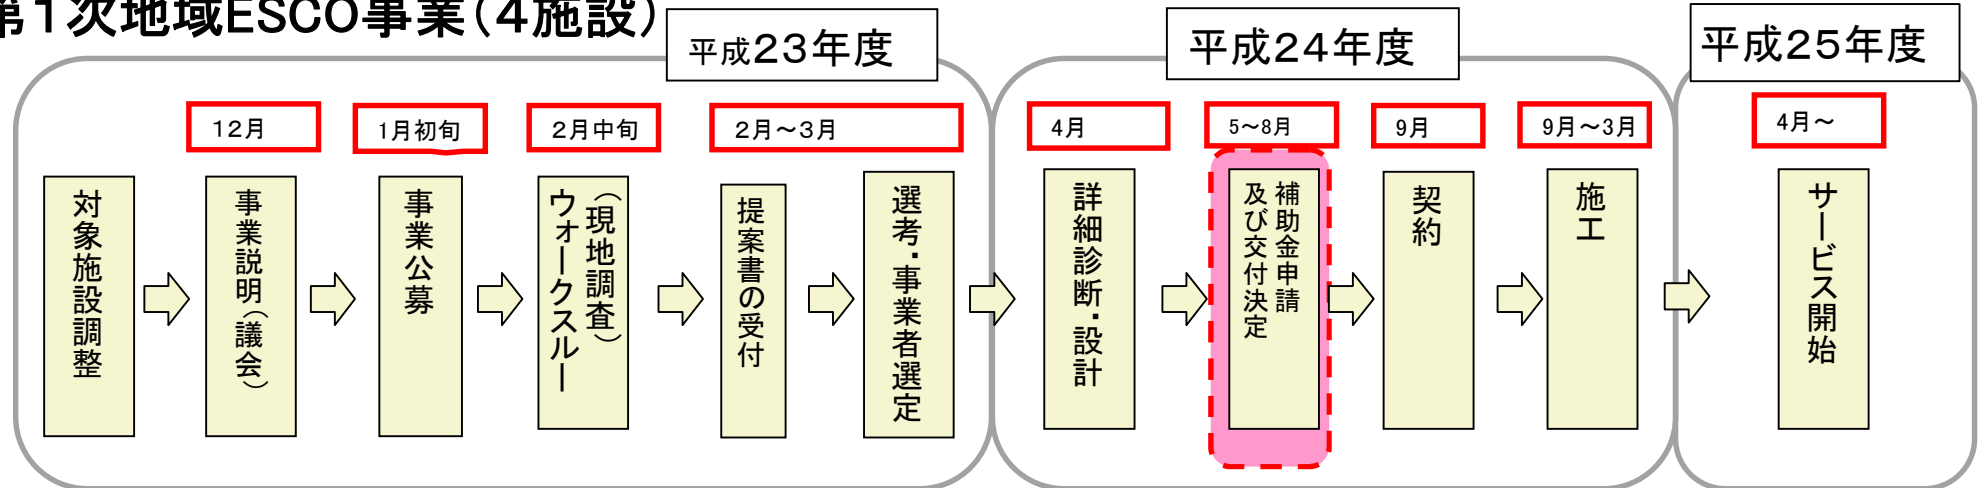 第1次地域ESCO事業（4施設）
平成23年度
平成24年度
平成25年度
12月
1月初旬
2月中旬
2月～3月
4月
5～8月
9月
9月～3月
4月～
対象施設調整
事業説明（議会）
事業公募
（現地調査）
ウォークスルー
提案書の受付
選考・事業者選定
詳細診断・設計
補助金申請
及び交付決定
契約
施工
サービス開始